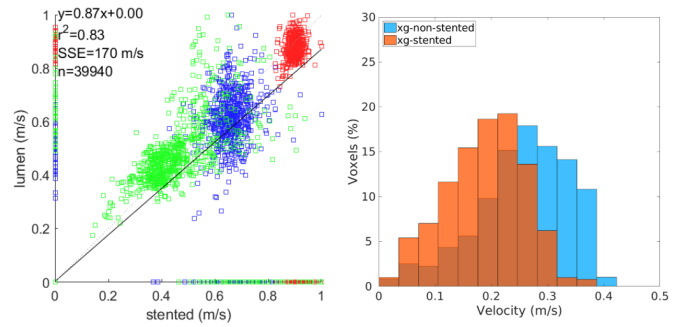 y=0.87x+0.00
r²=0.83
SSE=170 m/s
n=39940
1
0.8
0.6
0.4
0.2
0
lumen (m/s)
0 0.2 0.4 0.6 0.8 1
stented (m/s)
xg-non-stented
xg-stented
30
25
20
15
10
5
0
Voxels (%)
0 0.1 0.2 0.3 0.4 0.5
Velocity (m/s)